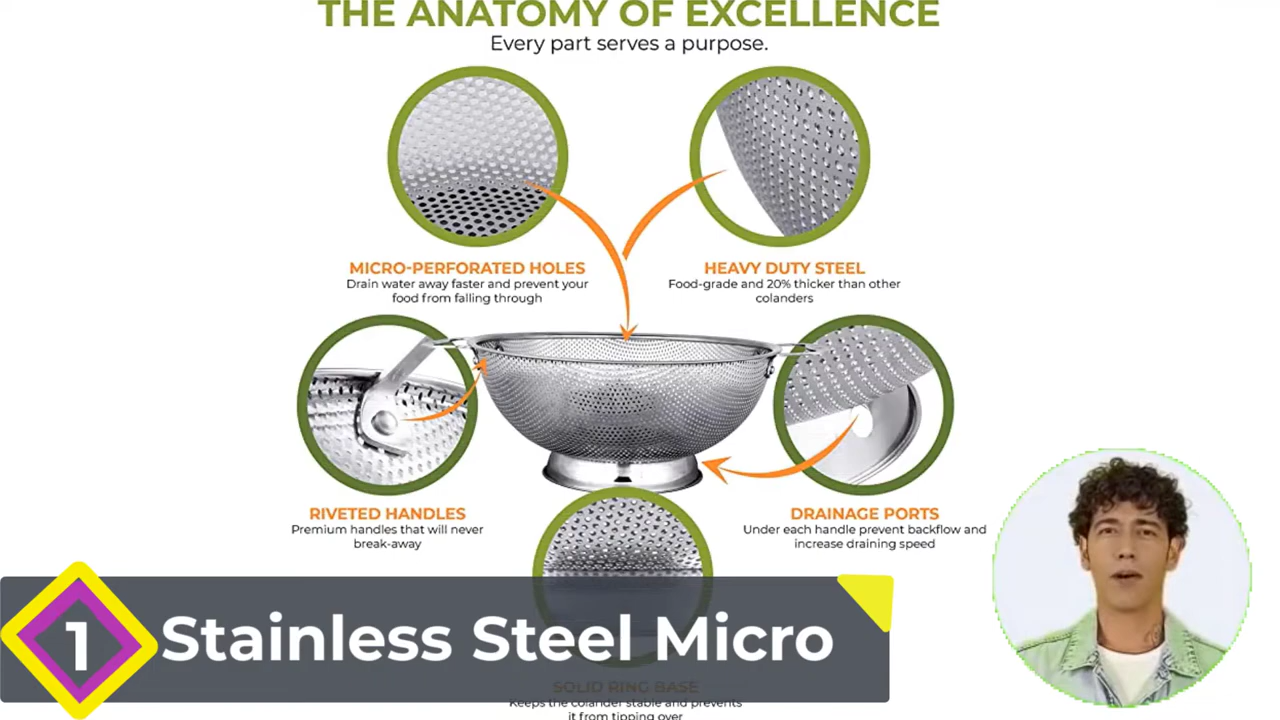 THE ANATOMY OF EXCELLENCE
Every part serves a purpose.
MICRO-PERFORATED HOLES
Drain water away faster and prevent your
food from falling through
HEAVY DUTY STEEL
Food-grade and 20% thicker than other
colanders
RIVETED HANDLES
Premium handles that will never
break-away
DRAINAGE PORTS
Under each handle prevent backflow and
increase draining speed
1 Stainless Steel Micro
SOLID RING BASE
Keeps the colander stable and prevents
it from tipping over